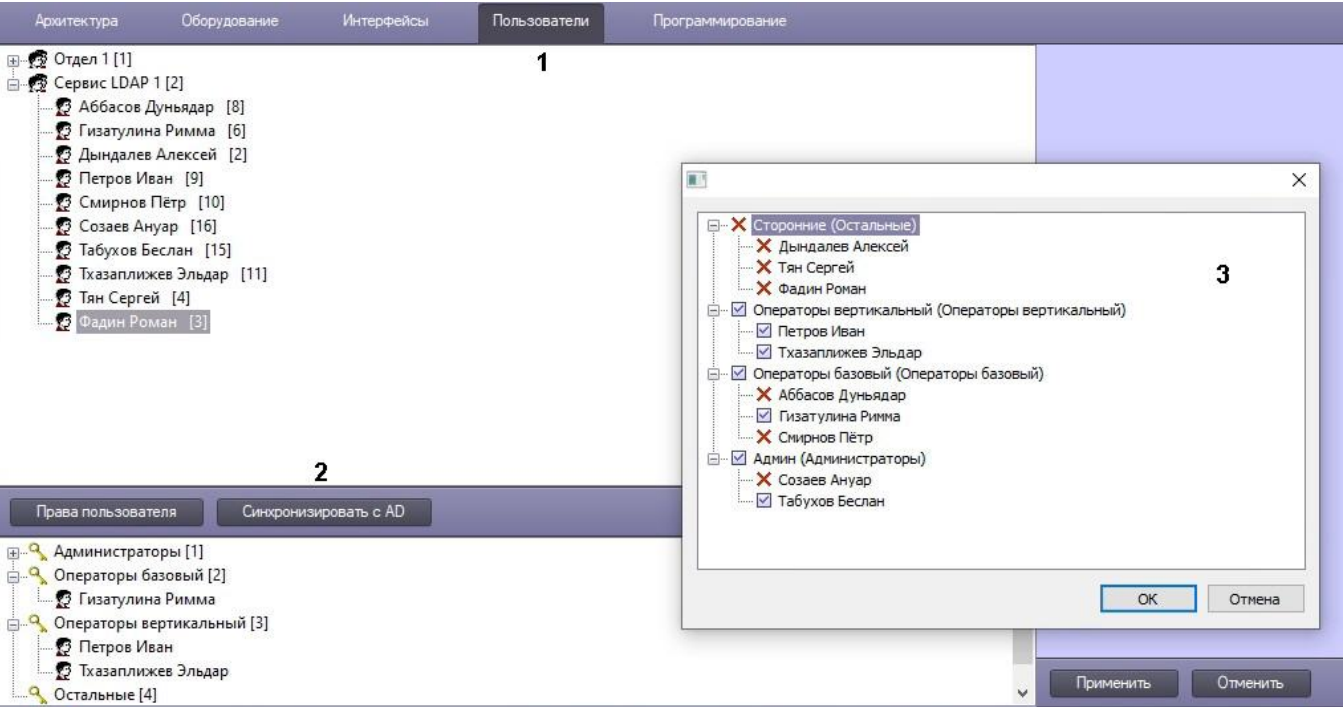 Архитектура Оборудование Интерфейсы Пользователи Программирование
1
Отдел 1 [1]
Сервис LDAP 1 [2]
Аббасов Дуньядар [8]
Гизатулина Римма [6]
Дындалев Алексей [2]
Петров Иван [9]
Смирнов Пётр [10]
Созаев Ануар [16]
Табухов Беслан [15]
Тхазаплижев Эльдар [11]
Тян Сергей [4]
Фадин Роман [3]
2
Права пользователя Синхронизировать с AD
Администраторы [1]
Операторы базовый [2]
Гизатулина Римма
Операторы вертикальный [3]
Петров Иван
Тхазаплижев Эльдар
Остальные [4]
Сторонние (Остальные)
Дындалев Алексей
Тян Сергей
3
Фадин Роман
Операторы вертикальный (Операторы вертикальный)
Петров Иван
Тхазаплижев Эльдар
Операторы базовый (Операторы базовый)
Аббасов Дуньядар
Гизатулина Римма
Смирнов Пётр
Админ (Администраторы)
Созаев Ануар
Табухов Беслан
OK Отмена
Применить Отменить